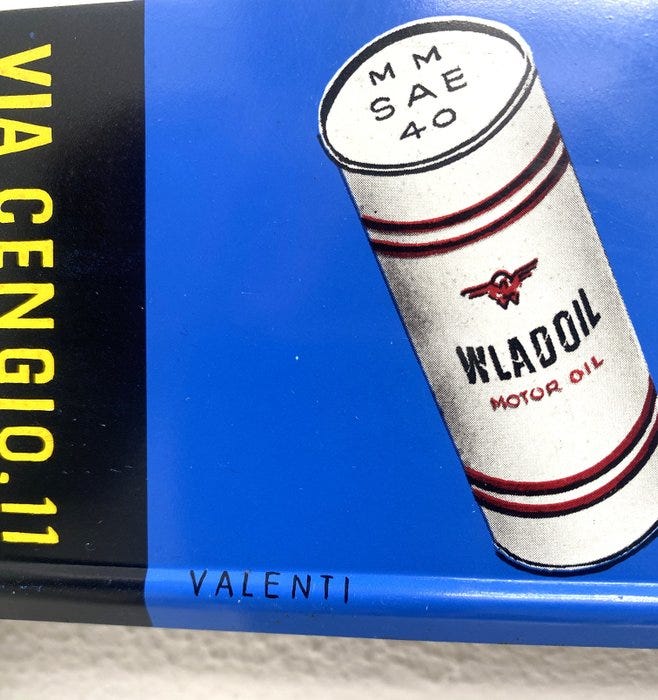 VIA CENGIO.11
MM
SAE
40
WLADOIL
MOTOR OIL
VALENTI